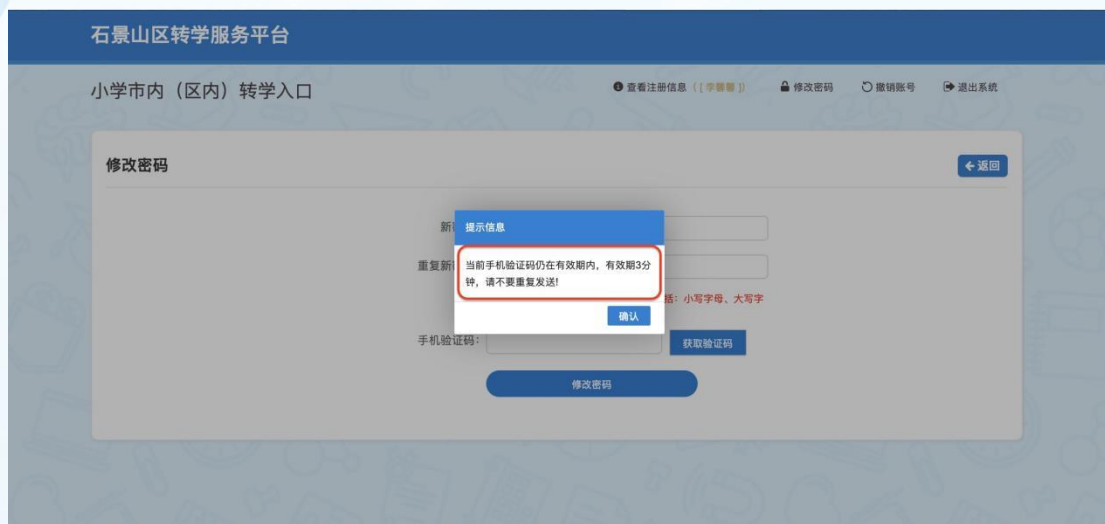 石景山区转学服务平台
小学市内（区内）转学入口
查看注册信息（[李
])
修改密码
撤销账号
退出系统
修改密码
返回
新
提示信息
重复新
当前手机验证码仍在有效期内，有效期3分
钟，请不要重复发送!
括：小写字母、大写字
确认
手机验证码：
获取验证码
修改密码